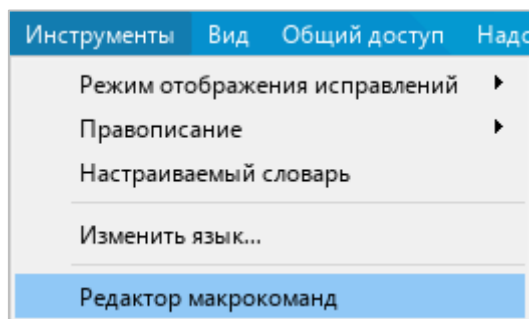 Инструменты Вид Общий доступ
Режим отображения исправлений
Правописание
Настраиваемый словарь
Изменить язык...
Редактор макрокоманд